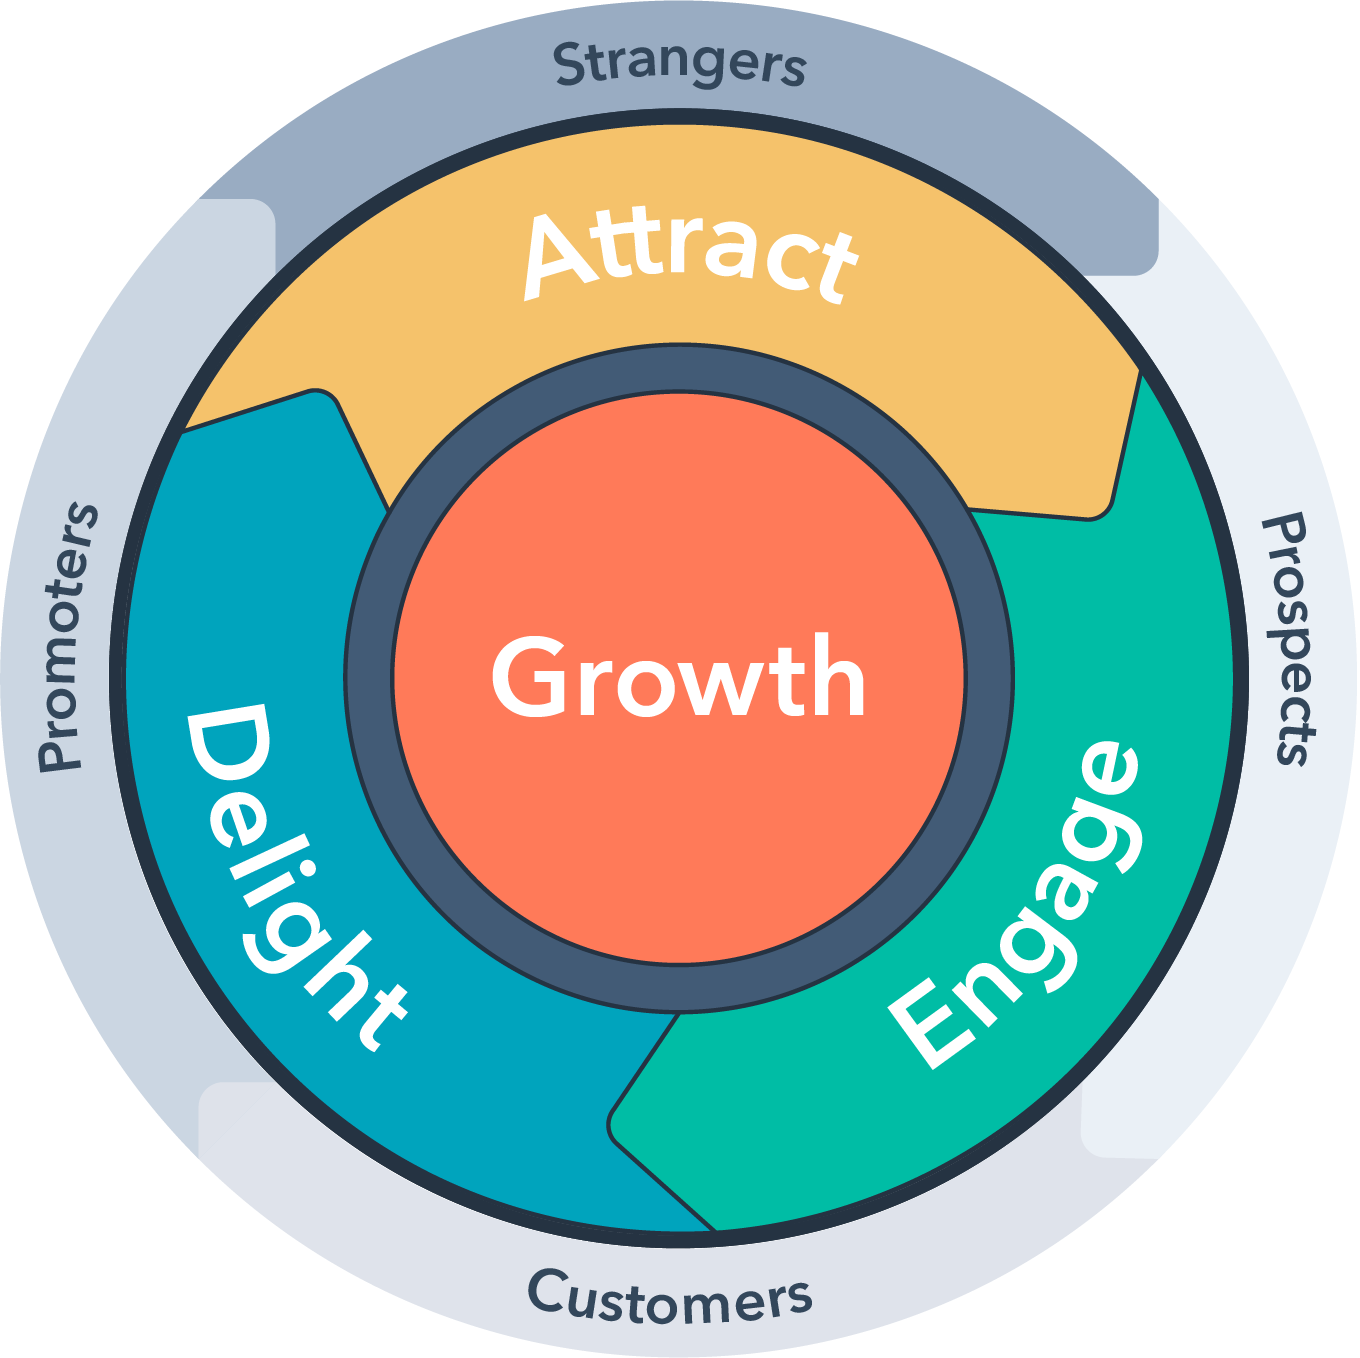 Strangers
Attract
Prospects
Engage
Customers
Delight
Promoters
Growth